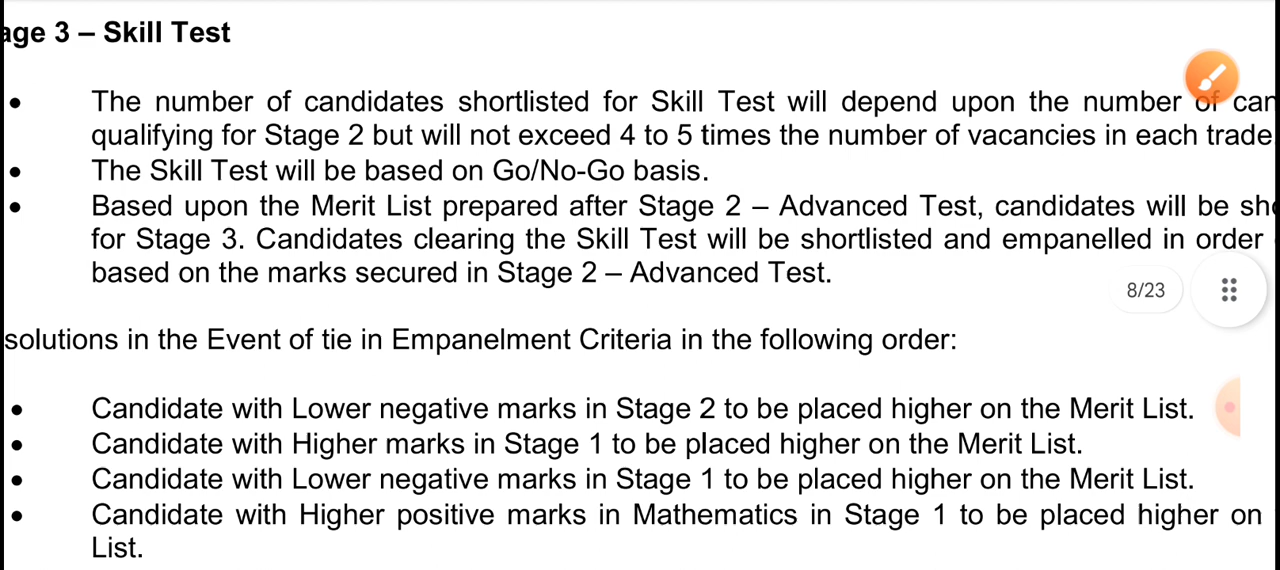 age 3 – Skill Test
• The number of candidates shortlisted for Skill Test will depend upon the number of can
qualifying for Stage 2 but will not exceed 4 to 5 times the number of vacancies in each trade
• The Skill Test will be based on Go/No-Go basis.
• Based upon the Merit List prepared after Stage 2 – Advanced Test, candidates will be sho
for Stage 3. Candidates clearing the Skill Test will be shortlisted and empanelled in order
based on the marks secured in Stage 2 – Advanced Test.
8/23
solutions in the Event of tie in Empanelment Criteria in the following order:
• Candidate with Lower negative marks in Stage 2 to be placed higher on the Merit List.
• Candidate with Higher marks in Stage 1 to be placed higher on the Merit List.
• Candidate with Lower negative marks in Stage 1 to be placed higher on the Merit List.
• Candidate with Higher positive marks in Mathematics in Stage 1 to be placed higher on
List.